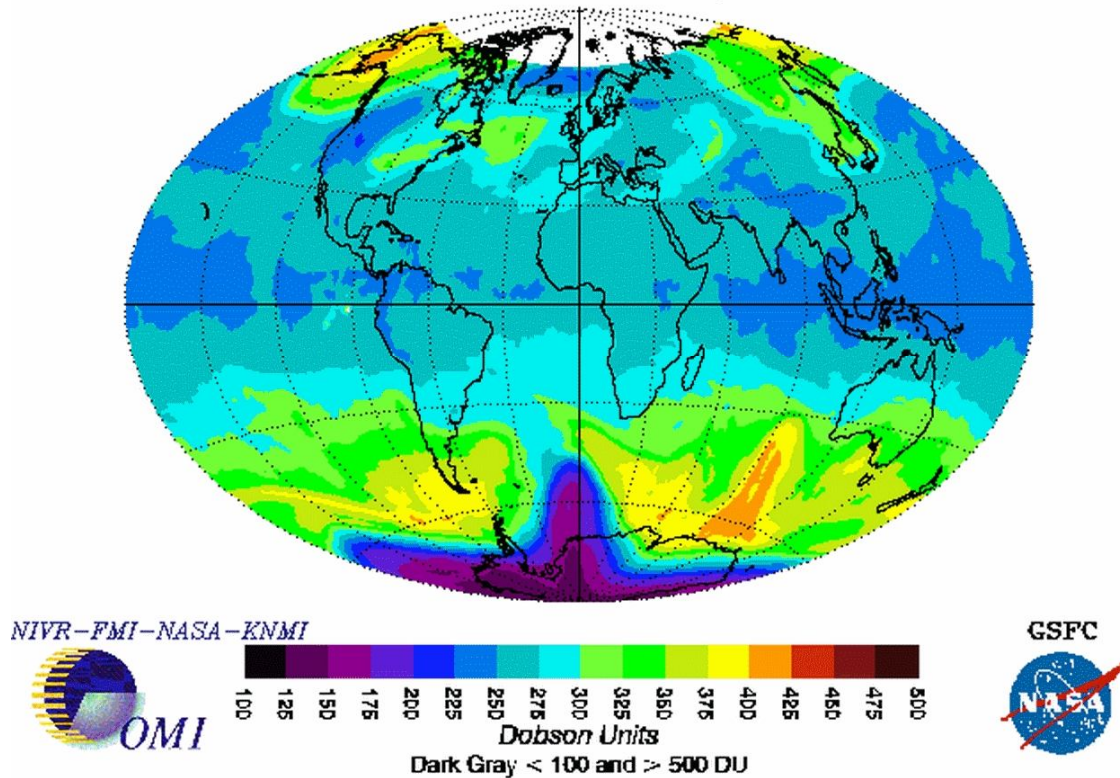 NIVR-FMI-NASA-KNMI
GSFC
OMI
NASA
100 125 150 175 200 225 250 275 300 325 350 375 400 425 450 475 500
Dobson Units
Dark Gray < 100 and > 500 DU